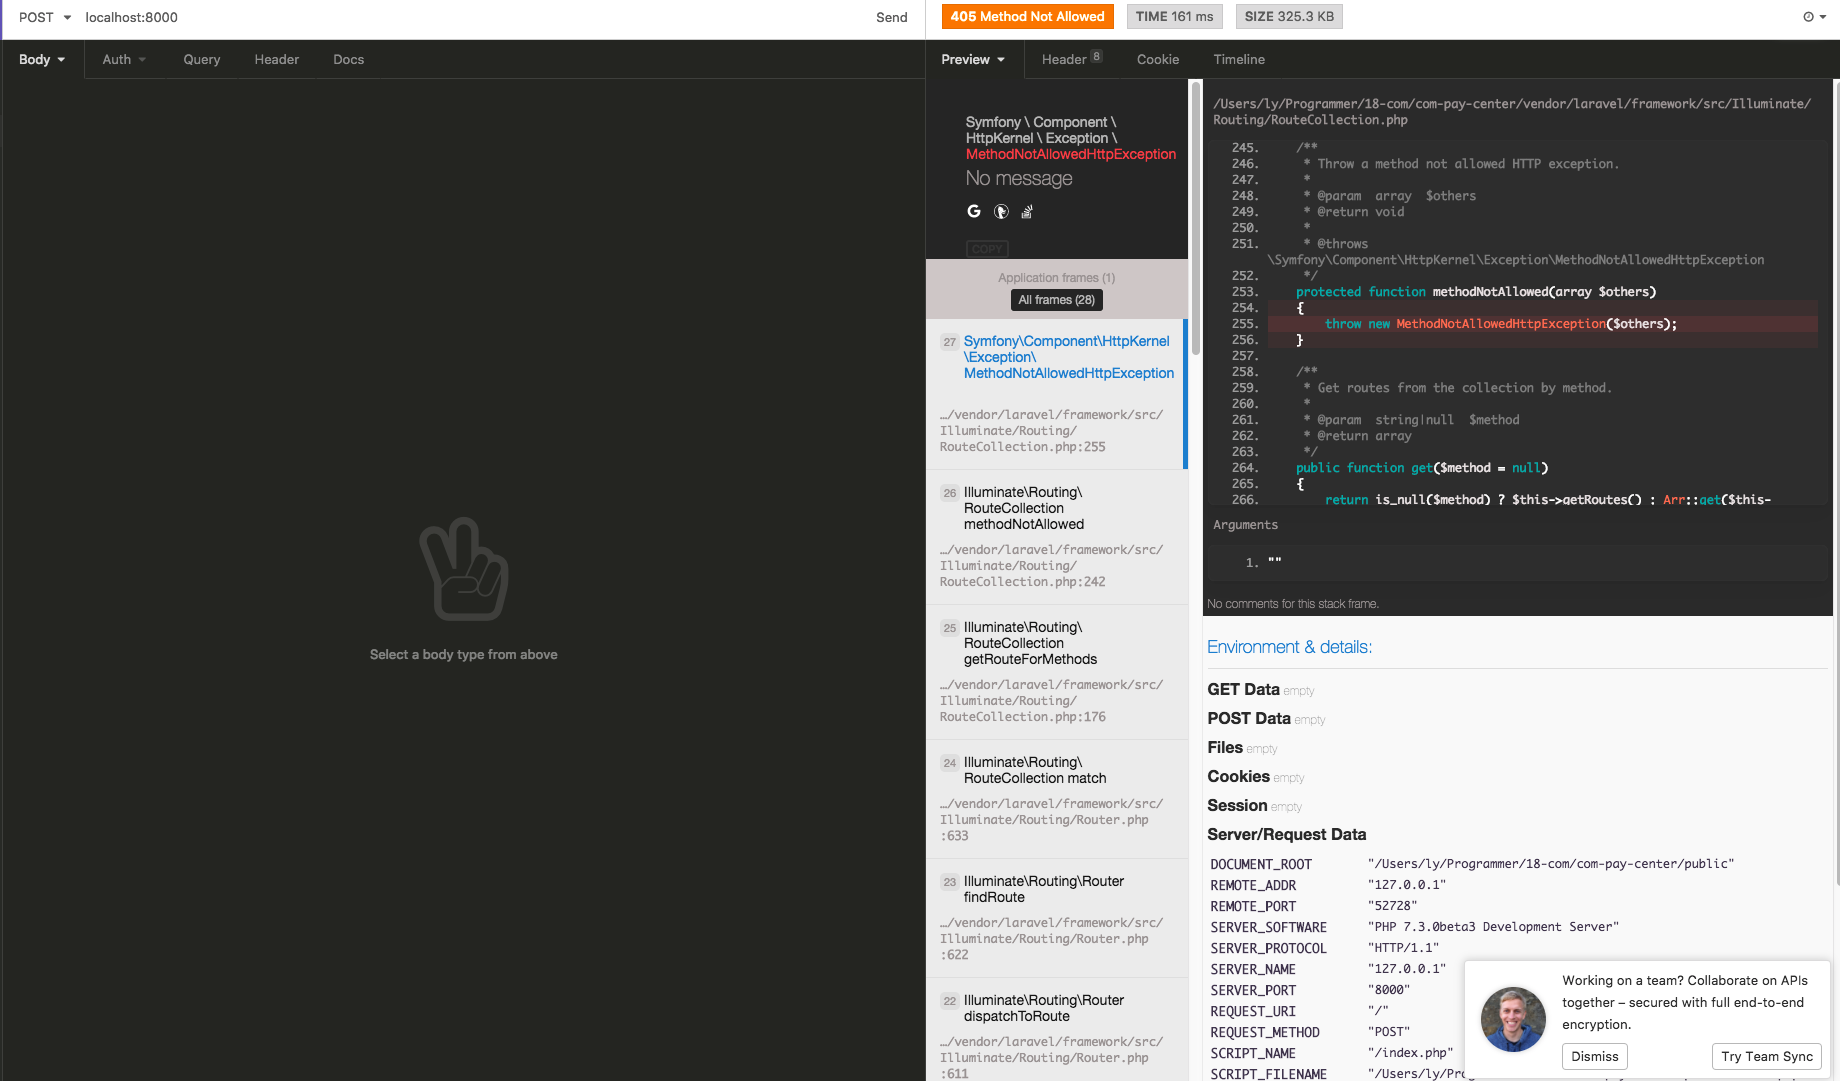 POST
localhost:8000
Send
405 Method Not Allowed
TIME 161 ms
SIZE 325.3 KB
Body
Auth
Query
Header
Docs
Select a body type from above
Preview
Header 8
Cookie
Timeline
Symfony \ Component \
HttpKernel \ Exception \
MethodNotAllowedHttpException
No message
COPY
Application frames (1)
All frames (28)
27 Symfony\Component\HttpKernel
\Exception\
MethodNotAllowedHttpException
…/vendor/laravel/framework/src/
Illuminate/Routing/
RouteCollection.php:255
26 Illuminate\Routing\
RouteCollection
methodNotAllowed
…/vendor/laravel/framework/src/
Illuminate/Routing/
RouteCollection.php:242
25 Illuminate\Routing\
RouteCollection
getRouteForMethods
…/vendor/laravel/framework/src/
Illuminate/Routing/
RouteCollection.php:176
24 Illuminate\Routing\
RouteCollection match
…/vendor/laravel/framework/src/
Illuminate/Routing/Router.php
:633
23 Illuminate\Routing\Router
findRoute
…/vendor/laravel/framework/src/
Illuminate/Routing/Router.php
:622
22 Illuminate\Routing\Router
dispatchToRoute
…/vendor/laravel/framework/src/
Illuminate/Routing/Router.php
:611
/Users/ly/Programmer/18-com/com-pay-center/vendor/laravel/framework/src/Illuminate/
Routing/RouteCollection.php
245. /**
246. * Throw a method not allowed HTTP exception.
247. *
248. * @param  array  $others
249. * @return void
250. *
251. * @throws
\Symfony\Component\HttpKernel\Exception\MethodNotAllowedHttpException
252. */
253. protected function methodNotAllowed(array $others)
254. {
255. throw new MethodNotAllowedHttpException($others);
256. }
257.
258. /**
259. * Get routes from the collection by method.
260. *
261. * @param  string|null  $method
262. * @return array
263. */
264. public function get($method = null)
265. {
266. return is_null($method) ? $this->getRoutes() : Arr::get($this-
Arguments
1. ""
No comments for this stack frame.
Environment & details:
GET Data empty
POST Data empty
Files empty
Cookies empty
Session empty
Server/Request Data
DOCUMENT_ROOT "/Users/ly/Programmer/18-com/com-pay-center/public"
REMOTE_ADDR "127.0.0.1"
REMOTE_PORT "52728"
SERVER_SOFTWARE "PHP 7.3.0beta3 Development Server"
SERVER_PROTOCOL "HTTP/1.1"
SERVER_NAME "127.0.0.1"
SERVER_PORT "8000"
REQUEST_URI "/"
REQUEST_METHOD "POST"
SCRIPT_NAME "/index.php"
SCRIPT_FILENAME "/Users/ly/Pro
Working on a team? Collaborate on APIs
together – secured with full end-to-end
encryption.
Dismiss
Try Team Sync